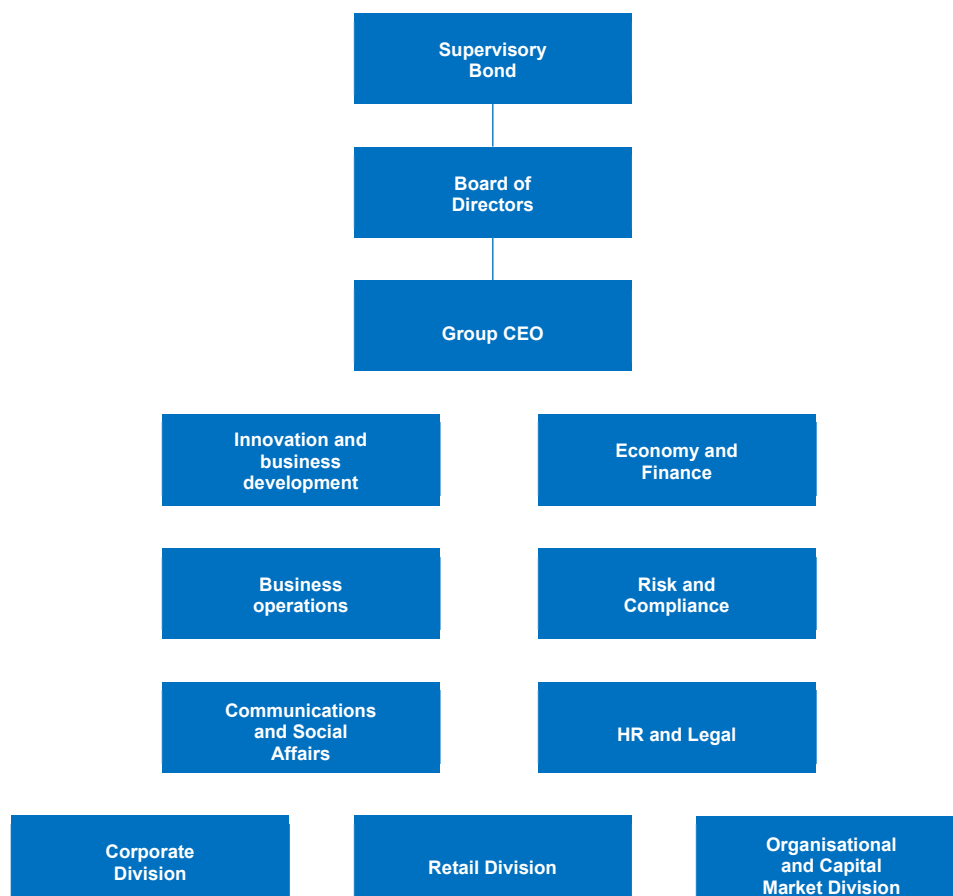 Supervisory
Bond
Board of
Directors
Group CEO
Innovation and
business
development
Economy and
Finance
Business
operations
Risk and
Compliance
Communications
and Social
Affairs
HR and Legal
Corporate
Division
Retail Division
Organisational
and Capital
Market Division